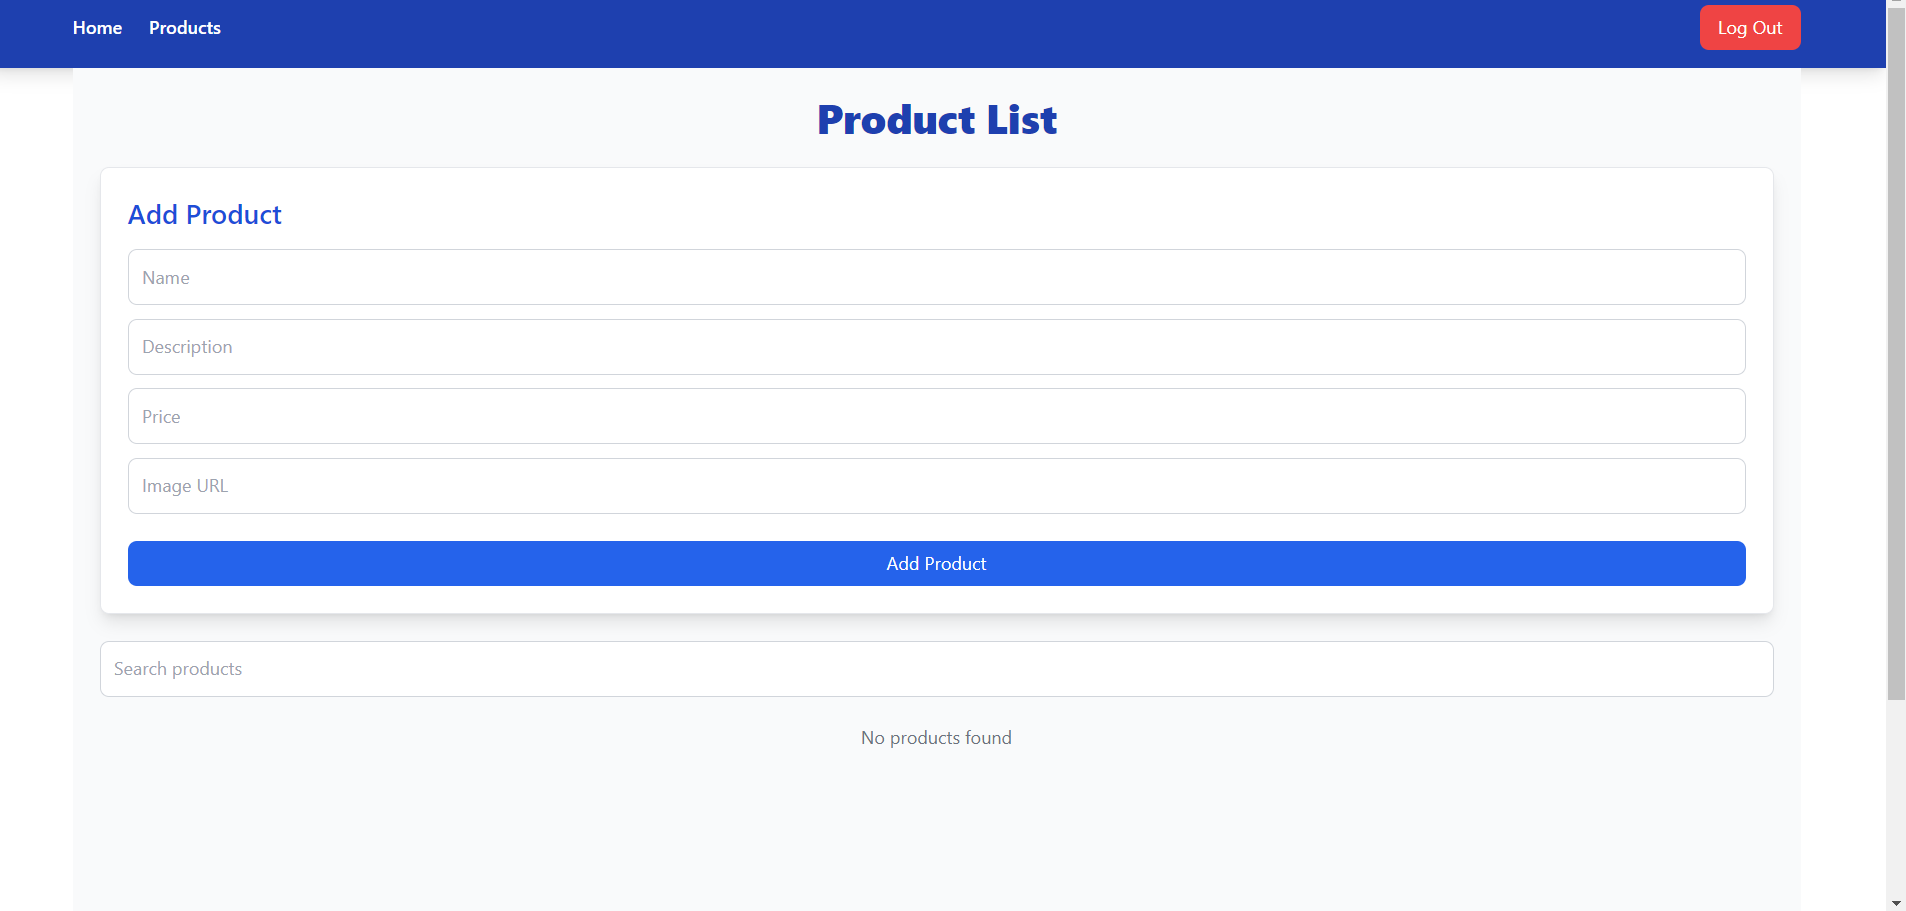 Home Products Log Out
Product List
Add Product
Name
Description
Price
Image URL
Add Product
Search products
No products found